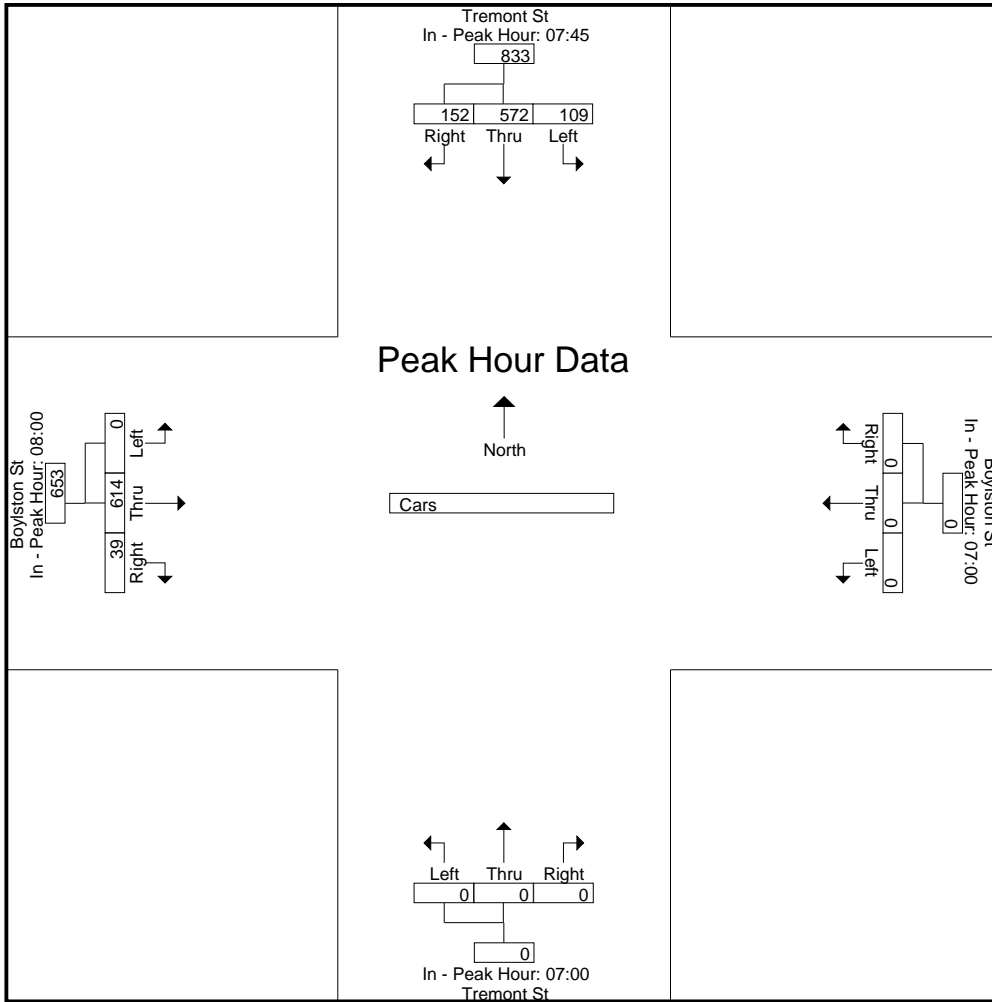 Tremont St
In - Peak Hour: 07:45
833
152 572 109
Right Thru Left
Peak Hour Data
North
Cars
Boylston St
In - Peak Hour: 08:00
653
0 614 39
Left Thru Right
Boylston St
In - Peak Hour: 07:00
0
0 0 0
Right Thru Left
Left Thru Right
0 0 0
0
In - Peak Hour: 07:00
Tremont St